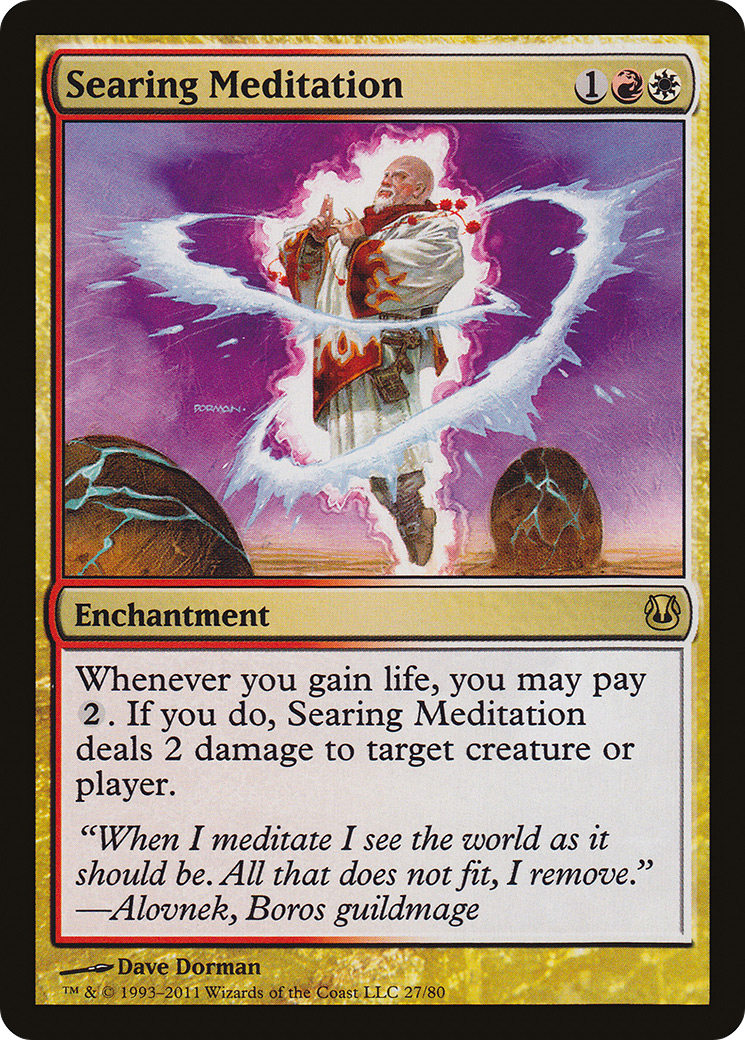 Searing Meditation 1
DORMAN.
Enchantment
Whenever you gain life, you may pay
2. If you do, Searing Meditation
deals 2 damage to target creature or
player.
“When I meditate I see the world as it
should be. All that does not fit, I remove.”
—Alovnek, Boros guildmage
Dave Dorman
™ & © 1993–2011 Wizards of the Coast LLC 27/80